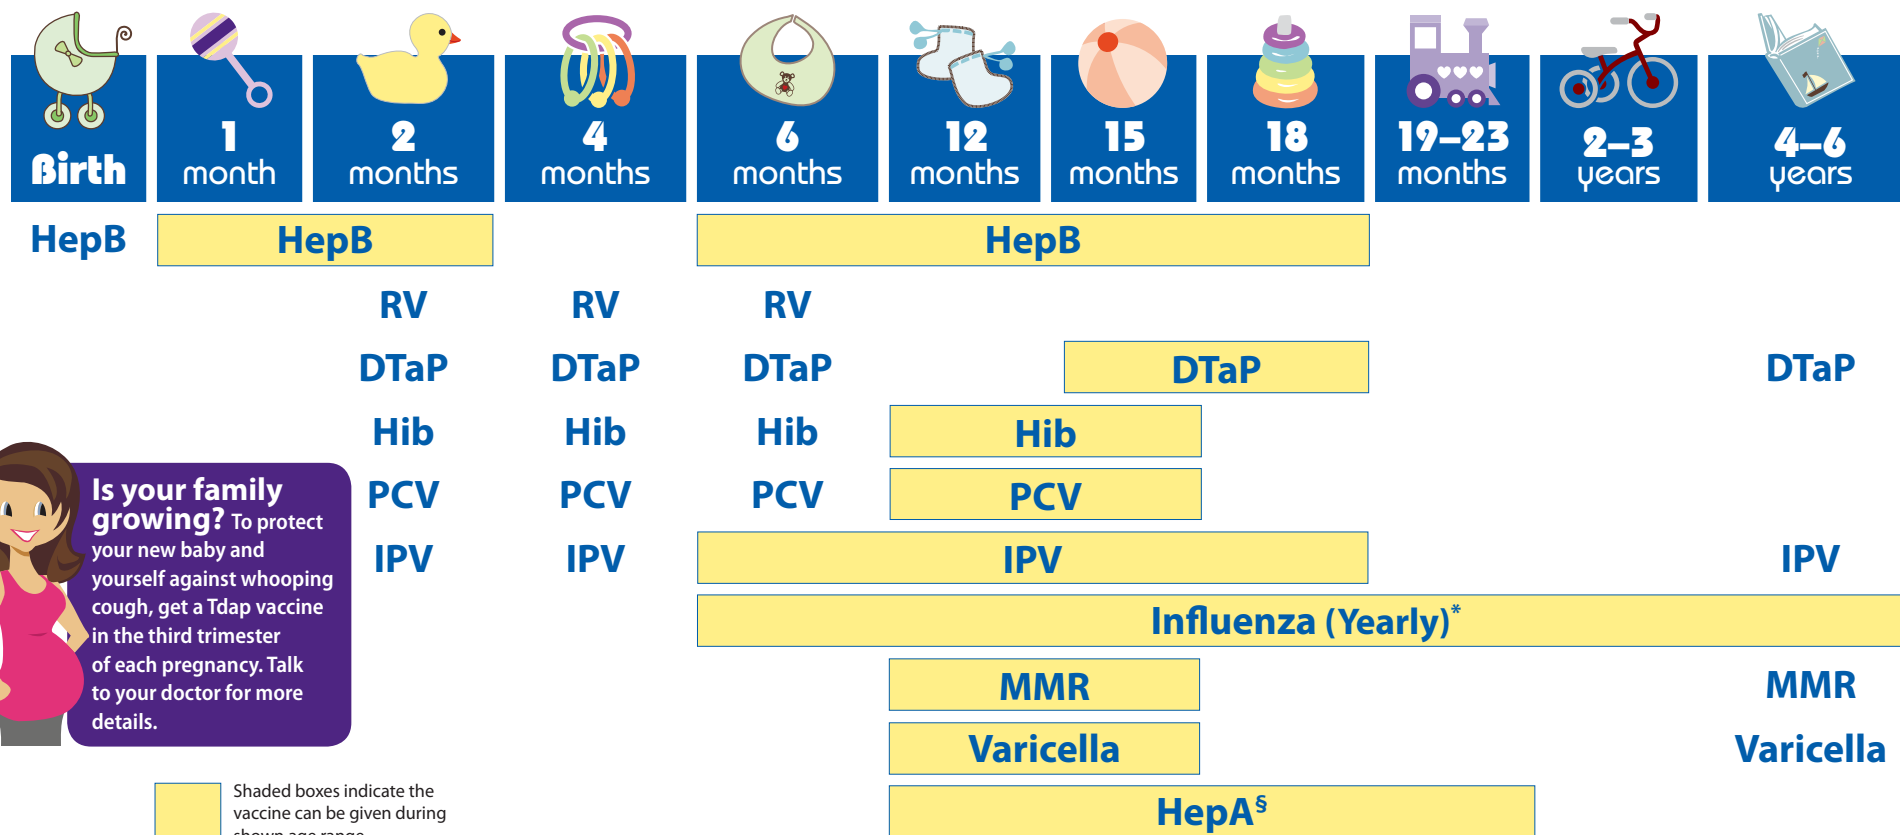 Birth
1
month
2
months
4
months
6
months
12
months
15
months
18
months
19–23
months
2–3
years
4–6
years
HepB HepB HepB
RV RV RV
DTaP DTaP DTaP DTaP DTaP
Hib Hib Hib Hib
PCV PCV PCV PCV
IPV IPV IPV IPV
Influenza (Yearly)*
MMR MMR
Varicella Varicella
HepA§
Is your family
growing? To protect
your new baby and
yourself against whooping
cough, get a Tdap vaccine
in the third trimester
of each pregnancy. Talk
to your doctor for more
details.
Shaded boxes indicate the
vaccine can be given during
shown age range.